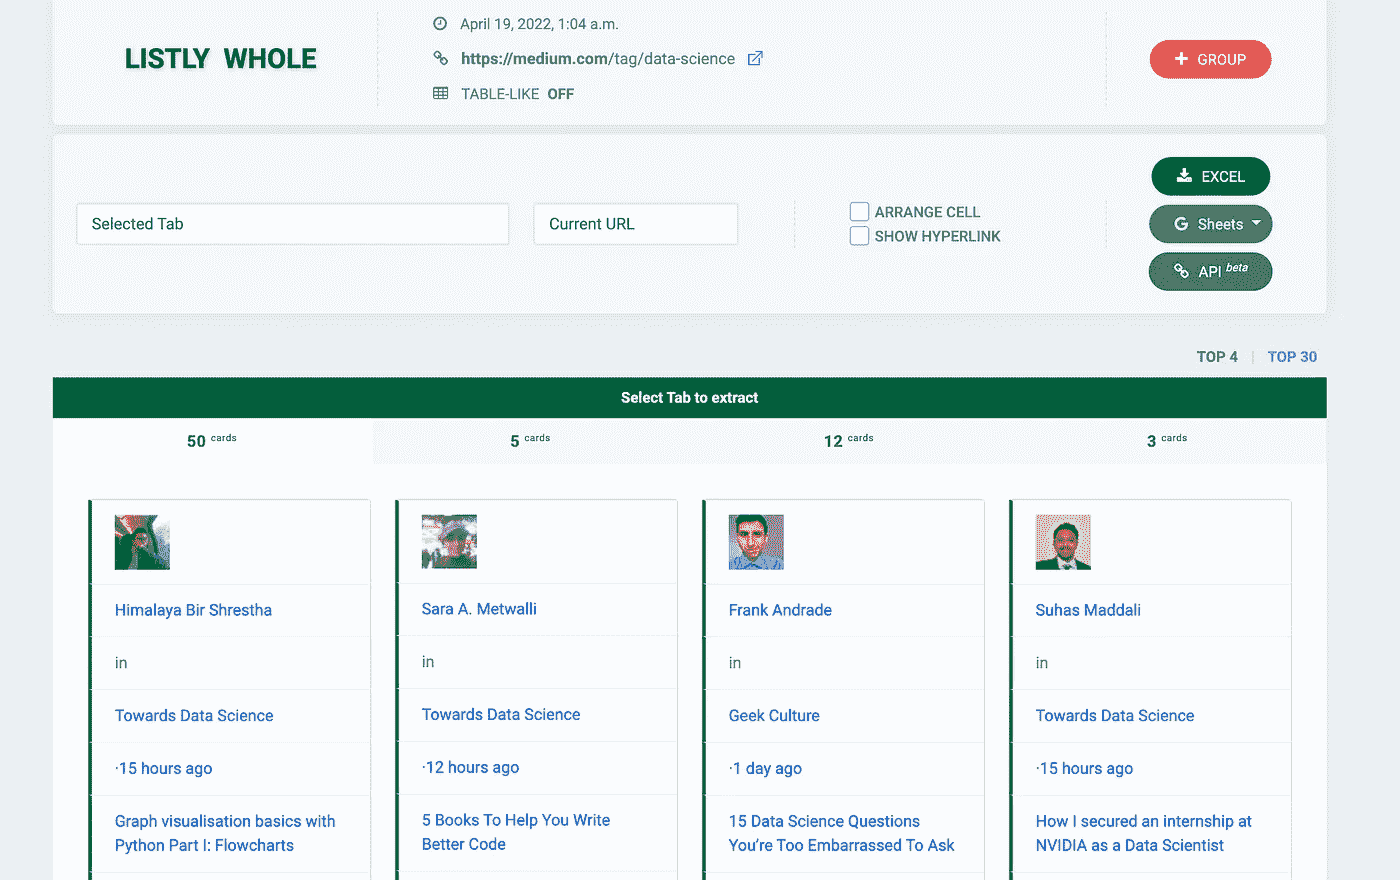 April 19, 2022, 1:04 a.m.
LISTLY WHOLE
https://medium.com/tag/data-science
+ GROUP
TABLE-LIKE OFF
EXCEL
Selected Tab
Current URL
ARRANGE CELL
SHOW HYPERLINK
G Sheets
API beta
TOP 4 | TOP 30
Select Tab to extract
50 cards
5 cards
12 cards
3 cards
Himalaya Bir Shrestha
in
Towards Data Science
·15 hours ago
Graph visualisation basics with
Python Part I: Flowcharts
Sara A. Metwalli
in
Towards Data Science
·12 hours ago
5 Books To Help You Write
Better Code
Frank Andrade
in
Geek Culture
·1 day ago
15 Data Science Questions
You're Too Embarrassed To Ask
Suhas Maddali
in
Towards Data Science
·15 hours ago
How I secured an internship at
NVIDIA as a Data Scientist